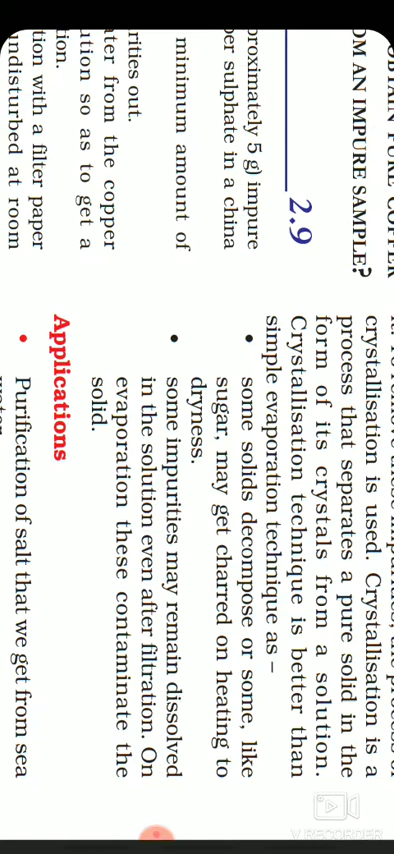 OM AN IMPURE SAMPLE?
2.9
proximately 5 g) impure
per sulphate in a china
minimum amount of
rities out.
ter from the copper
ution so as to get a
tion.
tion with a filter paper
undisturbed at room
crystallisation is used. Crystallisation is a
process that separates a pure solid in the
form of its crystals from a solution.
Crystallisation technique is better than
simple evaporation technique as –
• some solids decompose or some, like
sugar, may get charred on heating to
dryness.
• some impurities may remain dissolved
in the solution even after filtration. On
evaporation these contaminate the
solid.
Applications
• Purification of salt that we get from sea
V RECORDER